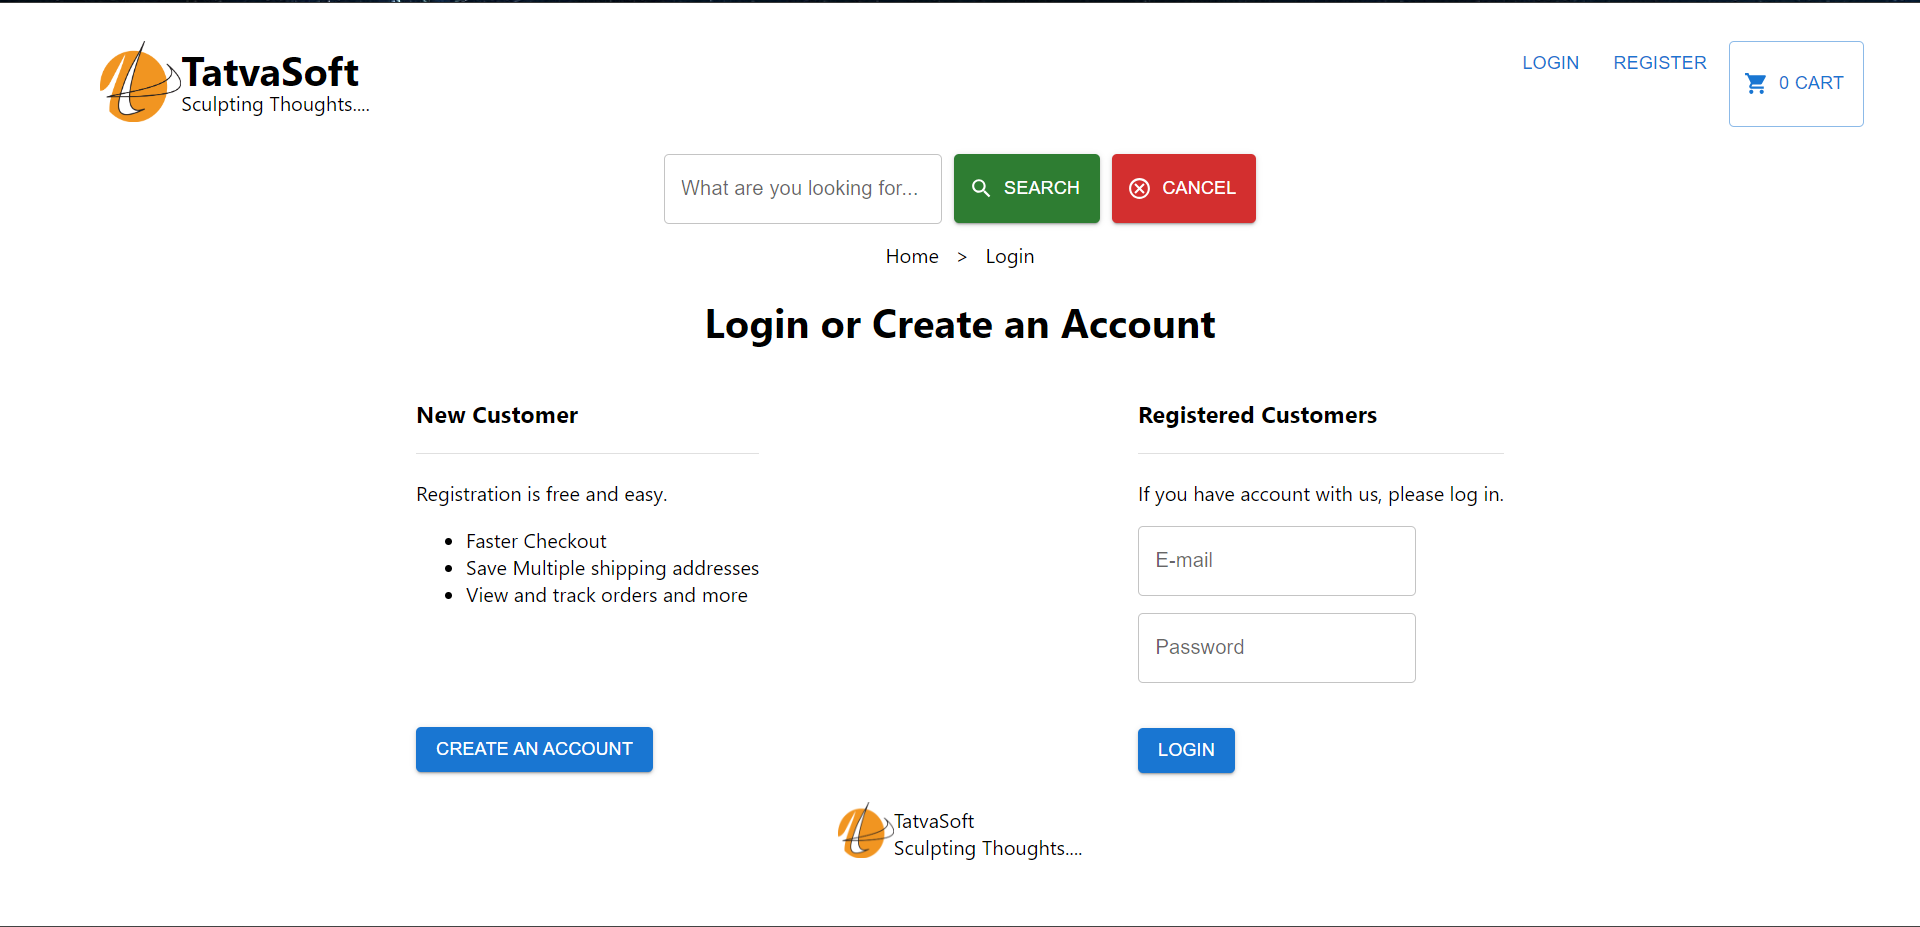 TatvaSoft
Sculpting Thoughts....
LOGIN
REGISTER
0 CART
What are you looking for...
SEARCH
CANCEL
Home > Login
Login or Create an Account
New Customer
Registration is free and easy.
Faster Checkout
Save Multiple shipping addresses
View and track orders and more
CREATE AN ACCOUNT
Registered Customers
If you have account with us, please log in.
E-mail
Password
LOGIN
TatvaSoft
Sculpting Thoughts....